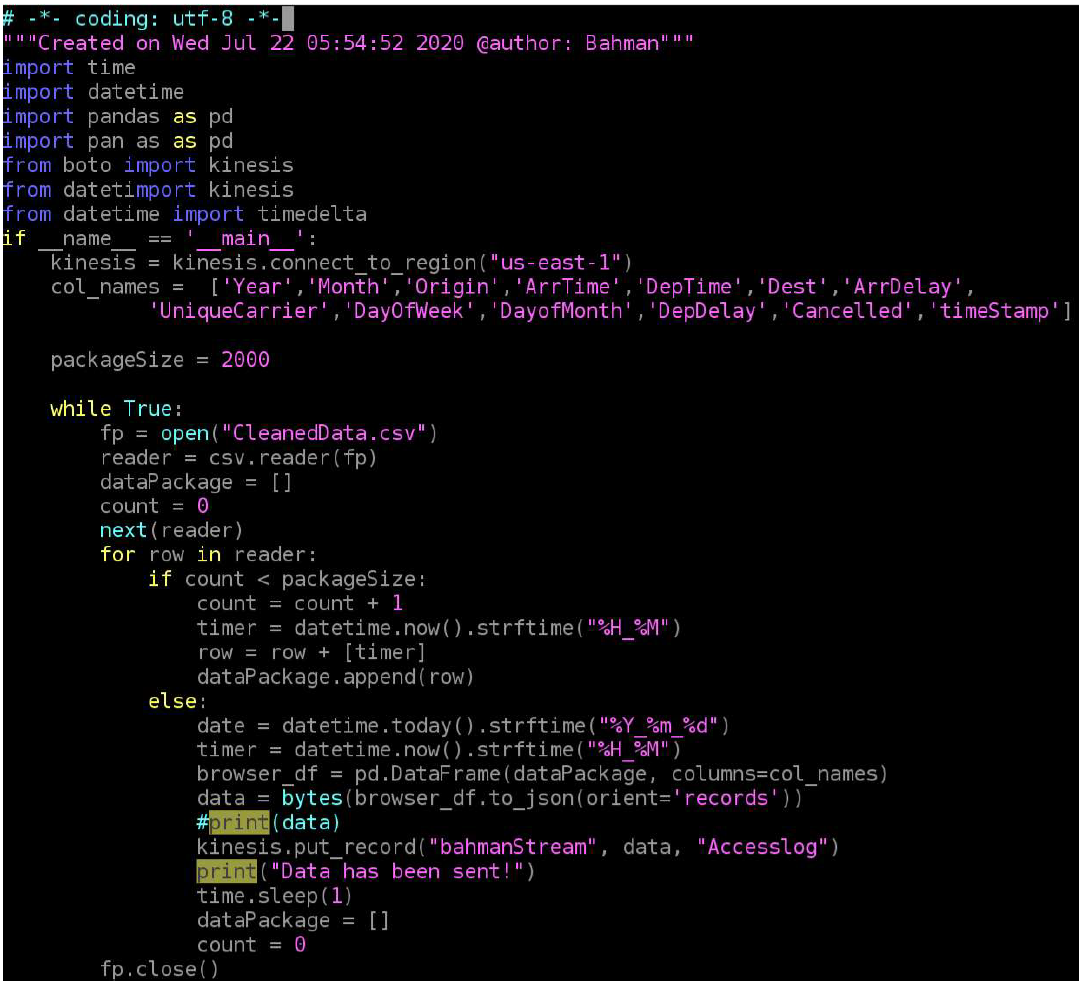 # -*- coding: utf-8 -*-
"""Created on Wed Jul 22 05:54:52 2020 @author: Bahman"""
import time
import datetime
import pandas as pd
import pan as as pd
from boto import kinesis
from datetimport kinesis
from datetime import timedelta
if __name__ == '__main__':
    kinesis = kinesis.connect_to_region("us-east-1")
    col_names =  ['Year','Month','Origin','ArrTime','DepTime','Dest','ArrDelay',
            'UniqueCarrier','DayOfWeek','DayofMonth','DepDelay','Cancelled','timeStamp']
    packageSize = 2000
    while True:
        fp = open("CleanedData.csv")
        reader = csv.reader(fp)
        dataPackage = []
        count = 0
        next(reader)
        for row in reader:
            if count < packageSize:
                count = count + 1
                timer = datetime.now().strftime("%H_%M")
                row = row + [timer]
                dataPackage.append(row)
            else:
                date = datetime.today().strftime("%Y_%m_%d")
                timer = datetime.now().strftime("%H_%M")
                browser_df = pd.DataFrame(dataPackage, columns=col_names)
                data = bytes(browser_df.to_json(orient='records'))
                #print(data)
                kinesis.put_record("bahmanStream", data, "Accesslog")
                print("Data has been sent!")
                time.sleep(1)
                dataPackage = []
                count = 0
        fp.close()